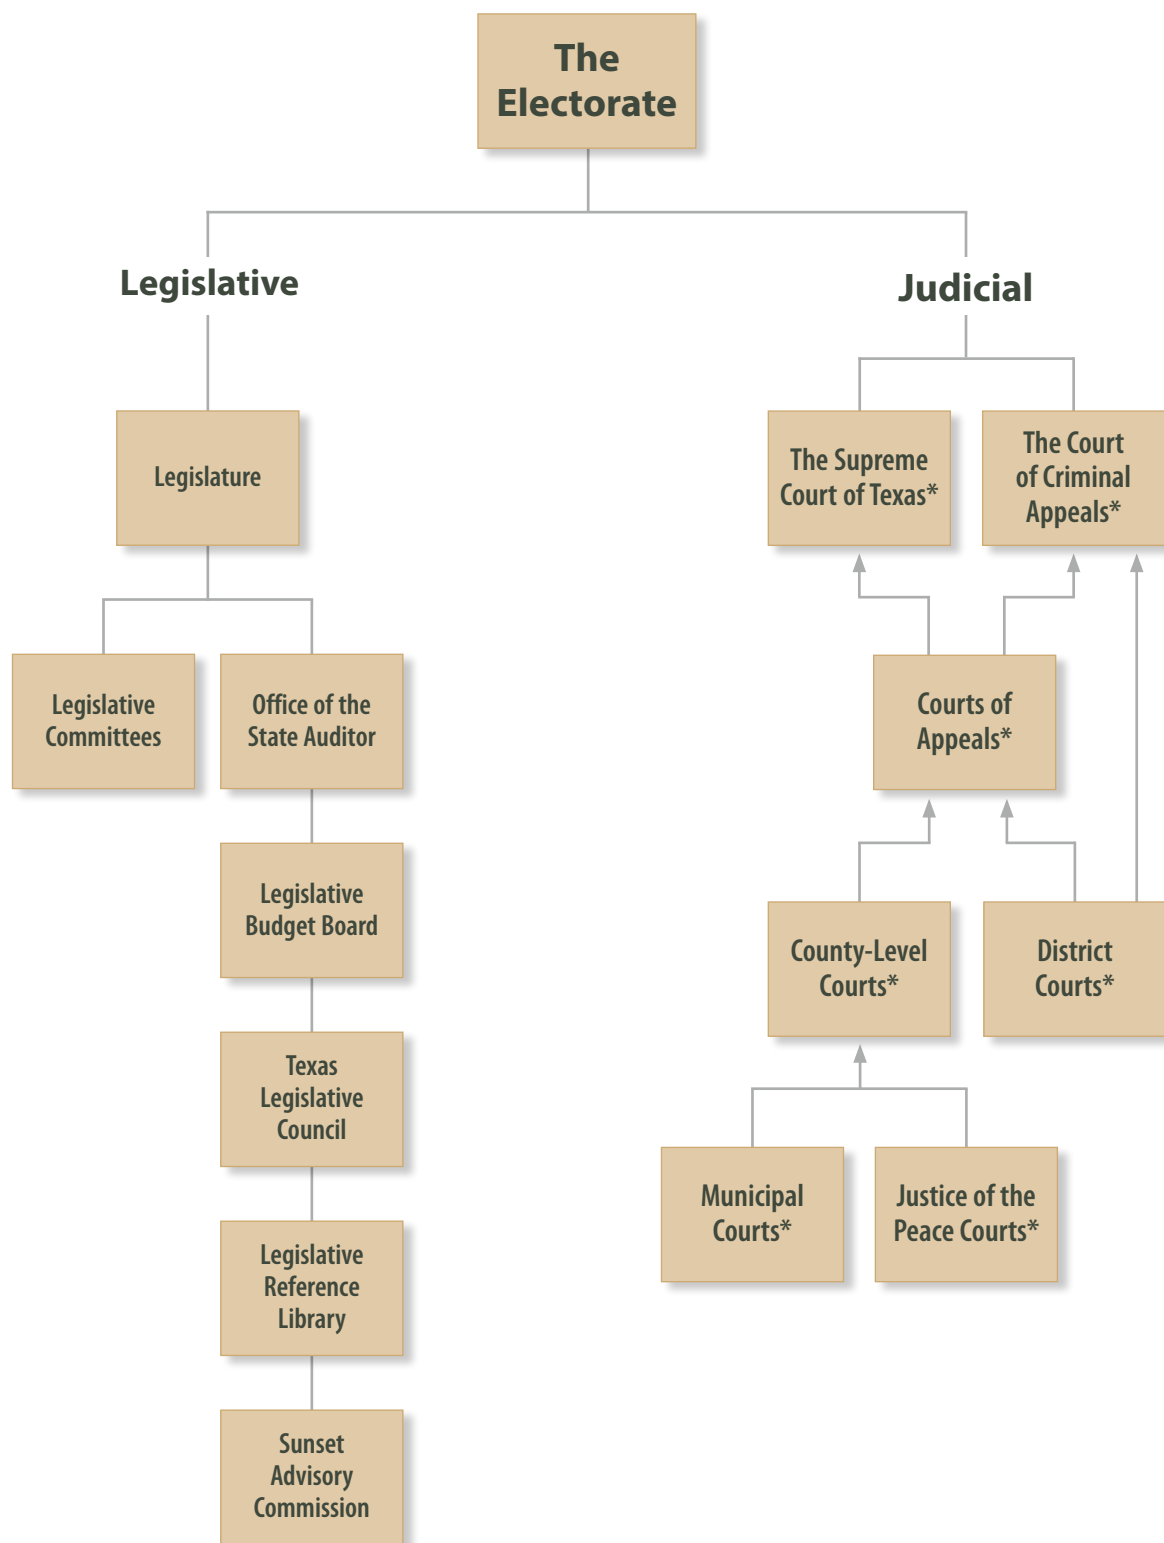 The
Electorate
Legislative
Judicial
Legislature
The Supreme
Court of Texas*
The Court
of Criminal
Appeals*
Legislative
Committees
Office of the
State Auditor
Courts of
Appeals*
Legislative
Budget Board
County-Level
Courts*
District
Courts*
Texas
Legislative
Council
Municipal
Courts*
Justice of the
Peace Courts*
Legislative
Reference
Library
Sunset
Advisory
Commission